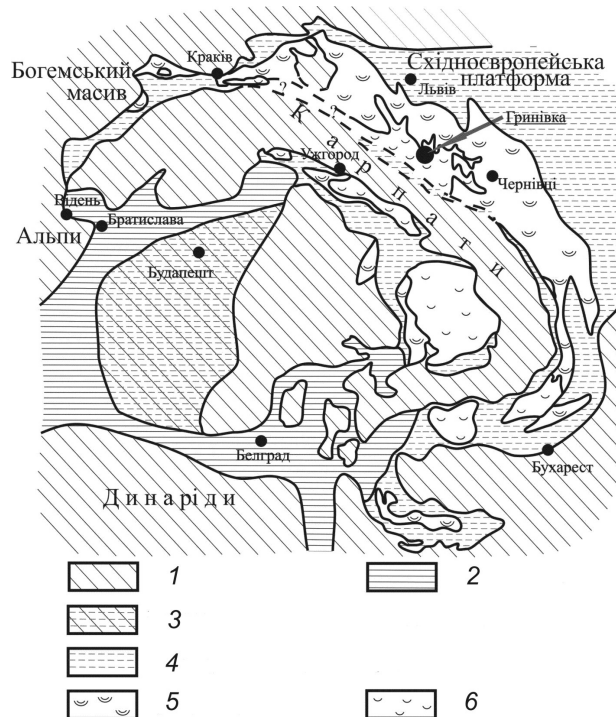 Краків
Богемський
масив
Східноєвропейська
платформа
Львів
Гринівка
Карпати
Ужгород
Чернівці
Відень
Братислава
Альпи
Будапешт
Белград
Бухарест
Динаріди
?
?
1
2
3
4
5
6